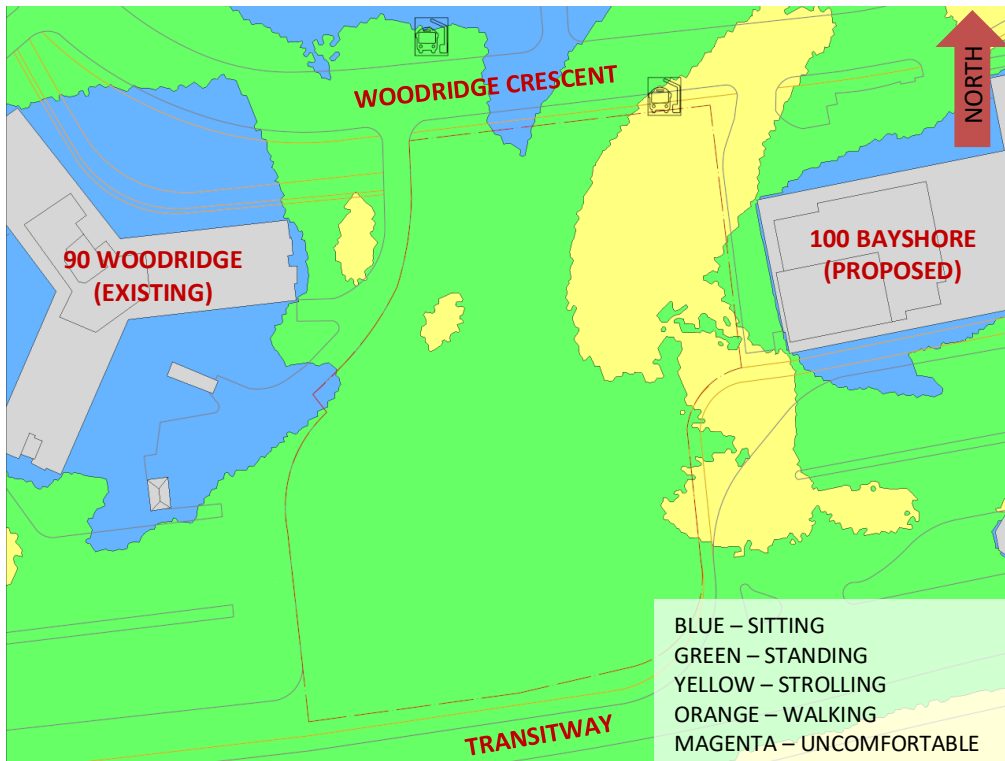 WOODRIDGE CRESCENT
NORTH
90 WOODRIDGE
(EXISTING)
100 BAYSHORE
(PROPOSED)
TRANSITWAY
BLUE – SITTING
GREEN – STANDING
YELLOW – STROLLING
ORANGE – WALKING
MAGENTA – UNCOMFORTABLE